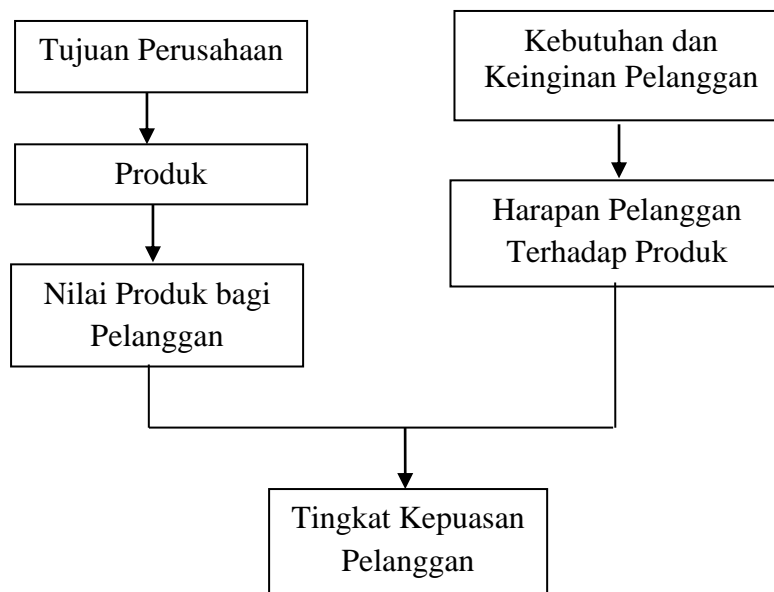 Tujuan Perusahaan
Produk
Nilai Produk bagi
Pelanggan
Kebutuhan dan
Keinginan Pelanggan
Harapan Pelanggan
Terhadap Produk
Tingkat Kepuasan
Pelanggan